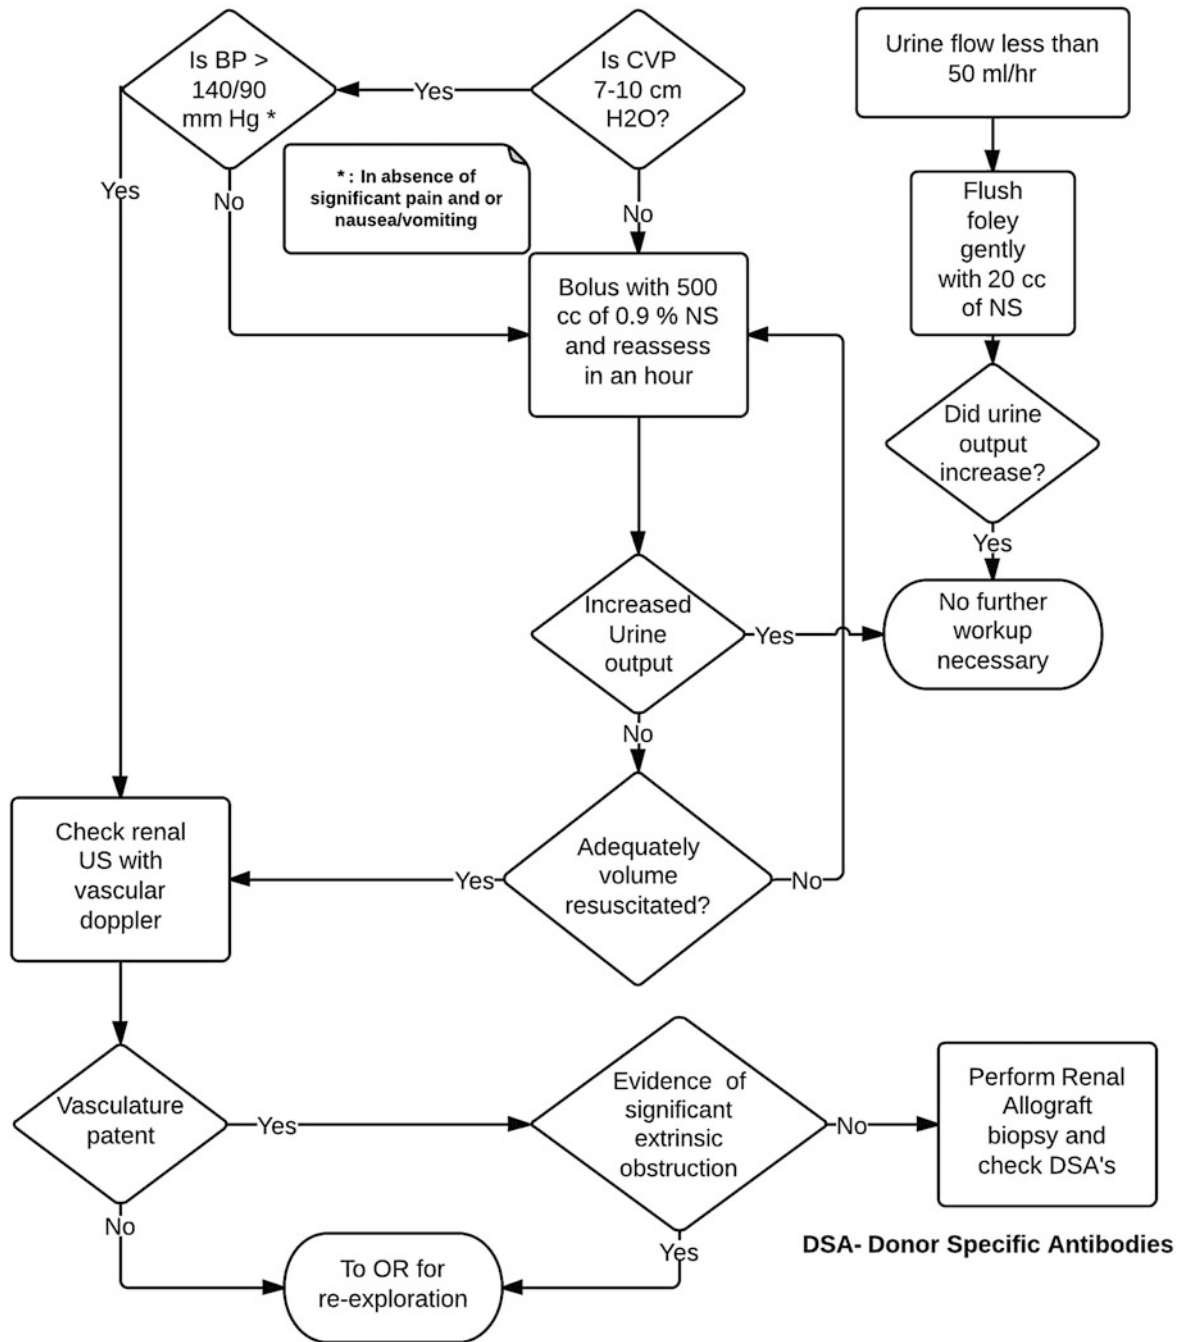 Is BP >
140/90
mm Hg *
Yes
Is CVP
7-10 cm
H2O?
Urine flow less than
50 ml/hr
Yes
No
* : In absence of
significant pain and or
nausea/vomiting
No
Flush
foley
gently
with 20 cc
of NS
Bolus with 500
cc of 0.9 % NS
and reassess
in an hour
Did urine
output
increase?
Yes
Increased
Urine
output
Yes
No further
workup
necessary
No
Check renal
US with
vascular
doppler
Yes
Adequately
volume
resuscitated?
No
Vasculature
patent
Yes
Evidence of
significant
extrinsic
obstruction
No
Perform Renal
Allograft
biopsy and
check DSA's
No
To OR for
re-exploration
Yes
DSA- Donor Specific Antibodies